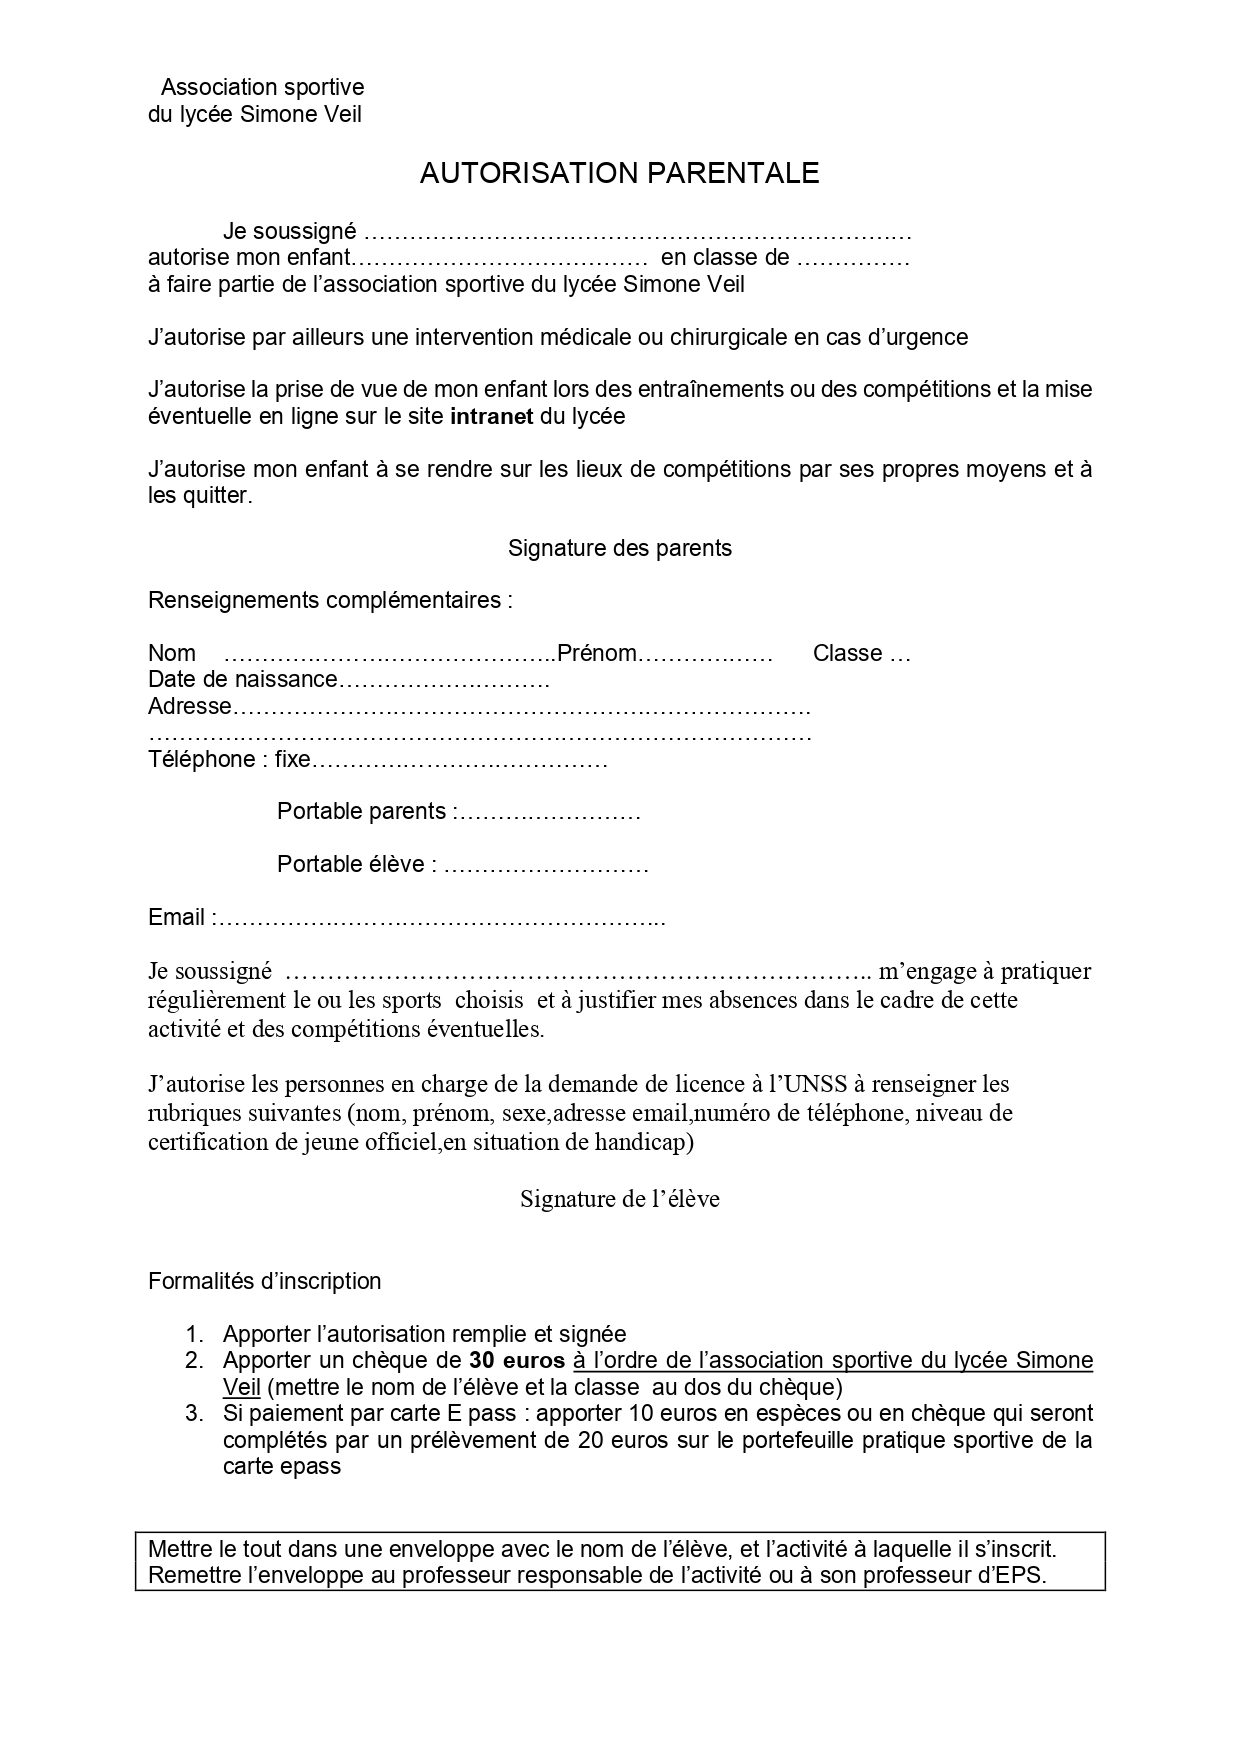 Association sportive
du lycée Simone Veil
AUTORISATION PARENTALE
Je soussigné ……………………………………………………………
autorise mon enfant………………………………… en classe de ……………
à faire partie de l’association sportive du lycée Simone Veil
J’autorise par ailleurs une intervention médicale ou chirurgicale en cas d’urgence
J’autorise la prise de vue de mon enfant lors des entraînements ou des compétitions et la mise
éventuelle en ligne sur le site intranet du lycée
J’autorise mon enfant à se rendre sur les lieux de compétitions par ses propres moyens et à
les quitter.
Signature des parents
Renseignements complémentaires :
Nom ……………………………………..Prénom……………… Classe …
Date de naissance……………………….
Adresse………………………………………………………………….
……………………………………………………………………………
Téléphone : fixe…………………………………
Portable parents :……………………
Portable élève : ………………………
Email :…………………………………………………..
Je soussigné …………………………………………………………….. m’engage à pratiquer
régulièrement le ou les sports choisis et à justifier mes absences dans le cadre de cette
activité et des compétitions éventuelles.
J’autorise les personnes en charge de la demande de licence à l’UNSS à renseigner les
rubriques suivantes (nom, prénom, sexe,adresse email,numéro de téléphone, niveau de
certification de jeune officiel,en situation de handicap)
Signature de l’élève
Formalités d’inscription
1. Apporter l’autorisation remplie et signée
2. Apporter un chèque de 30 euros à l’ordre de l’association sportive du lycée Simone
Veil (mettre le nom de l’élève et la classe au dos du chèque)
3. Si paiement par carte E pass : apporter 10 euros en espèces ou en chèque qui seront
complétés par un prélèvement de 20 euros sur le portefeuille pratique sportive de la
carte epass
Mettre le tout dans une enveloppe avec le nom de l’élève, et l’activité à laquelle il s’inscrit.
Remettre l’enveloppe au professeur responsable de l’activité ou à son professeur d’EPS.